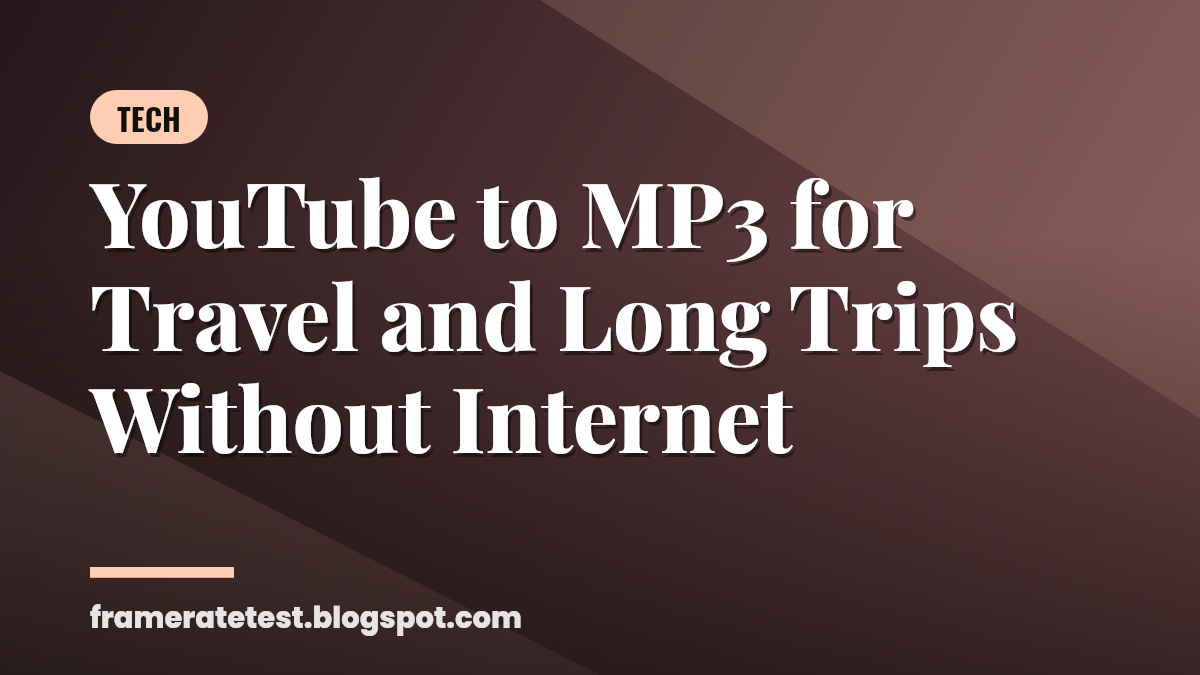 TECH
YouTube to MP3 for
Travel and Long Trips
Without Internet
frameratetest.blogspot.com